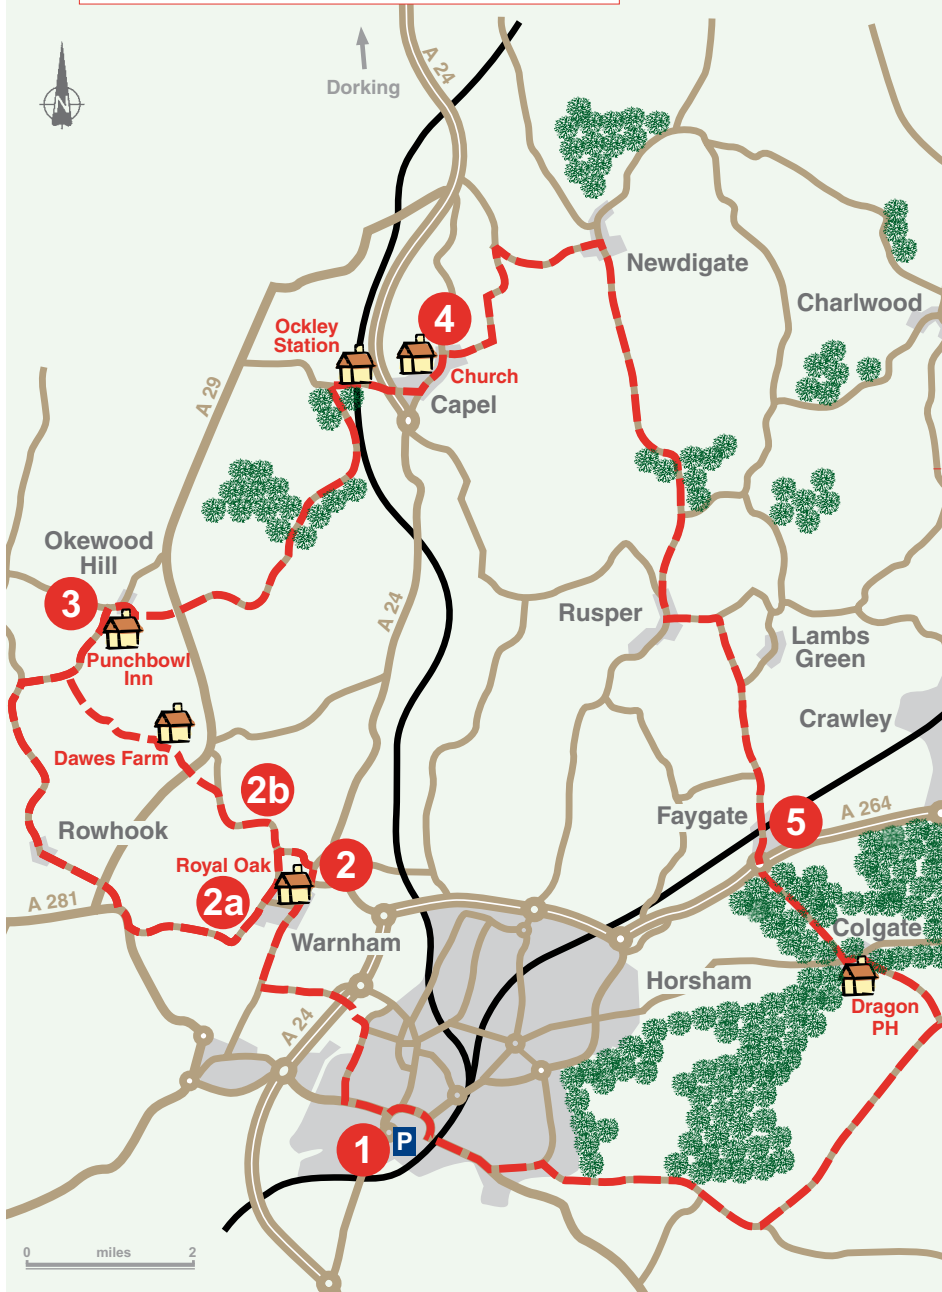 A 24
Dorking
N
Newdigate
Charlwood
4
Ockley
Station
Church
Capel
A 29
Okewood
Hill
3
Punchbowl
Inn
A 24
Rusper
Lambs
Green
Crawley
Dawes Farm
2b
Faygate
5
A 264
Rowhook
Royal Oak
2
2a
A 281
Warnham
Colgate
Horsham
Dragon
PH
A 24
1
P
0 miles 2